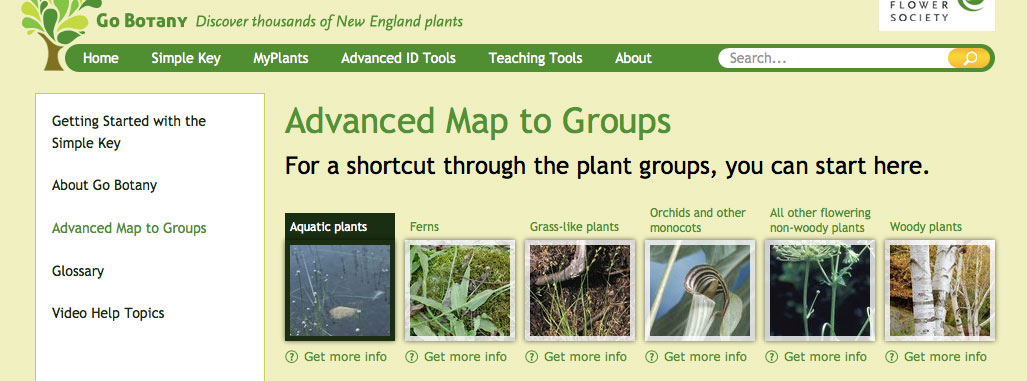 FLOWER
SOCIETY
Go Botany Discover thousands of New England plants
Home Simple Key MyPlants Advanced ID Tools Teaching Tools About Search...
Getting Started with the
Simple Key
About Go Botany
Advanced Map to Groups
Glossary
Video Help Topics
Advanced Map to Groups
For a shortcut through the plant groups, you can start here.
Aquatic plants
Ferns
Grass-like plants
Orchids and other
monocots
All other flowering
non-woody plants
Woody plants
? Get more info ? Get more info ? Get more info ? Get more info ? Get more info ? Get more info